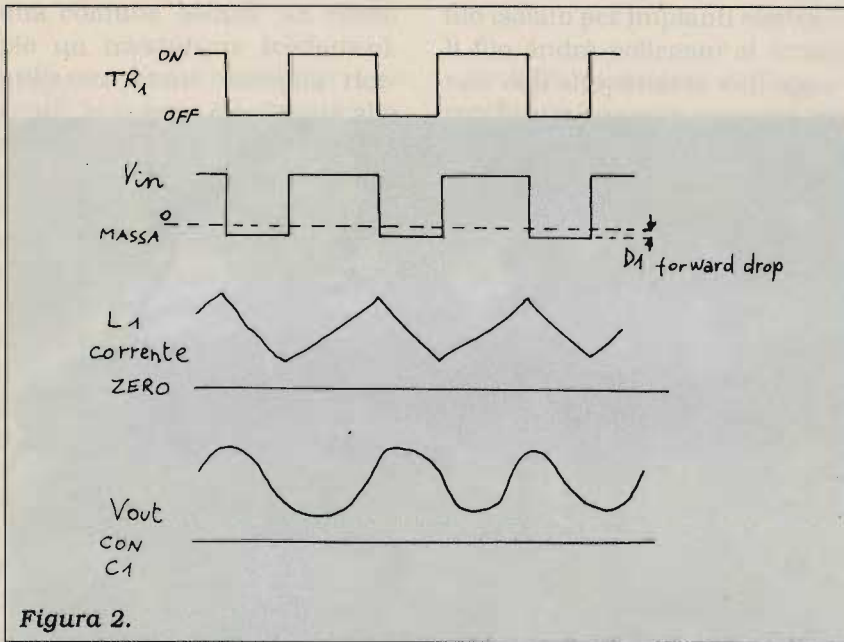 ON
TR1
OFF
Vin
0
MASSA
D1 forward drop
L1
corrente
ZERO
Vout
CON
C1
Figura 2.